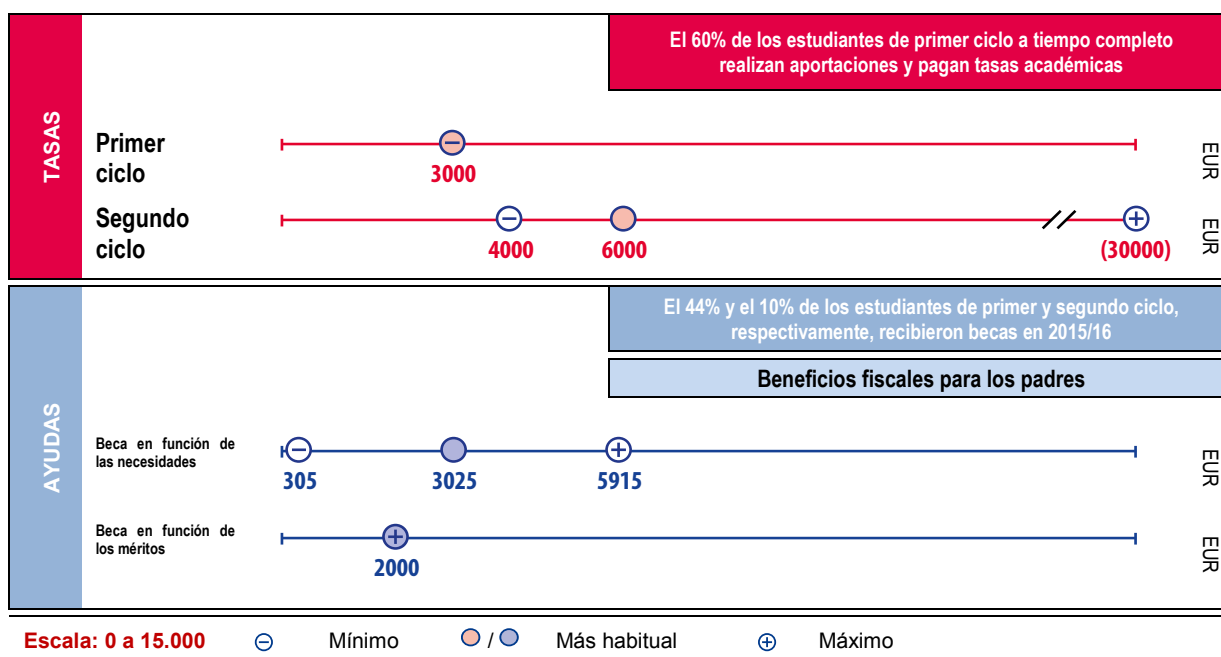 El 60% de los estudiantes de primer ciclo a tiempo completo
realizan aportaciones y pagan tasas académicas
TASAS
Primer
ciclo
3000
EUR
Segundo
ciclo
4000
6000
(30000)
EUR
El 44% y el 10% de los estudiantes de primer y segundo ciclo,
respectivamente, recibieron becas en 2015/16
Beneficios fiscales para los padres
AYUDAS
Beca en función de
las necesidades
305
3025
5915
EUR
Beca en función de
los méritos
2000
EUR
Escala: 0 a 15.000
Mínimo
/
Más habitual
Máximo